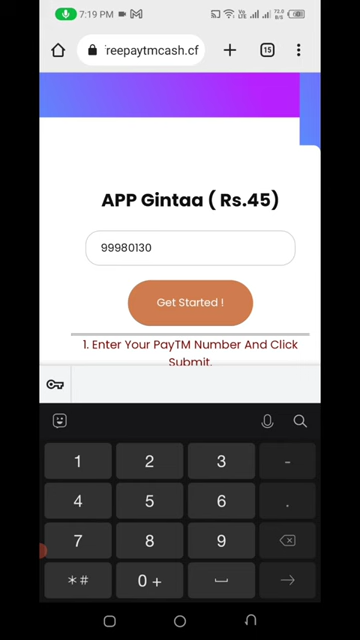 7:19 PM
freepaytmcash.cf
15
APP Gintaa ( Rs.45)
99980130
Get Started !
1. Enter Your PayTM Number And Click
Submit.
1 2 3 -
4 5 6 .
7 8 9
*# 0 +